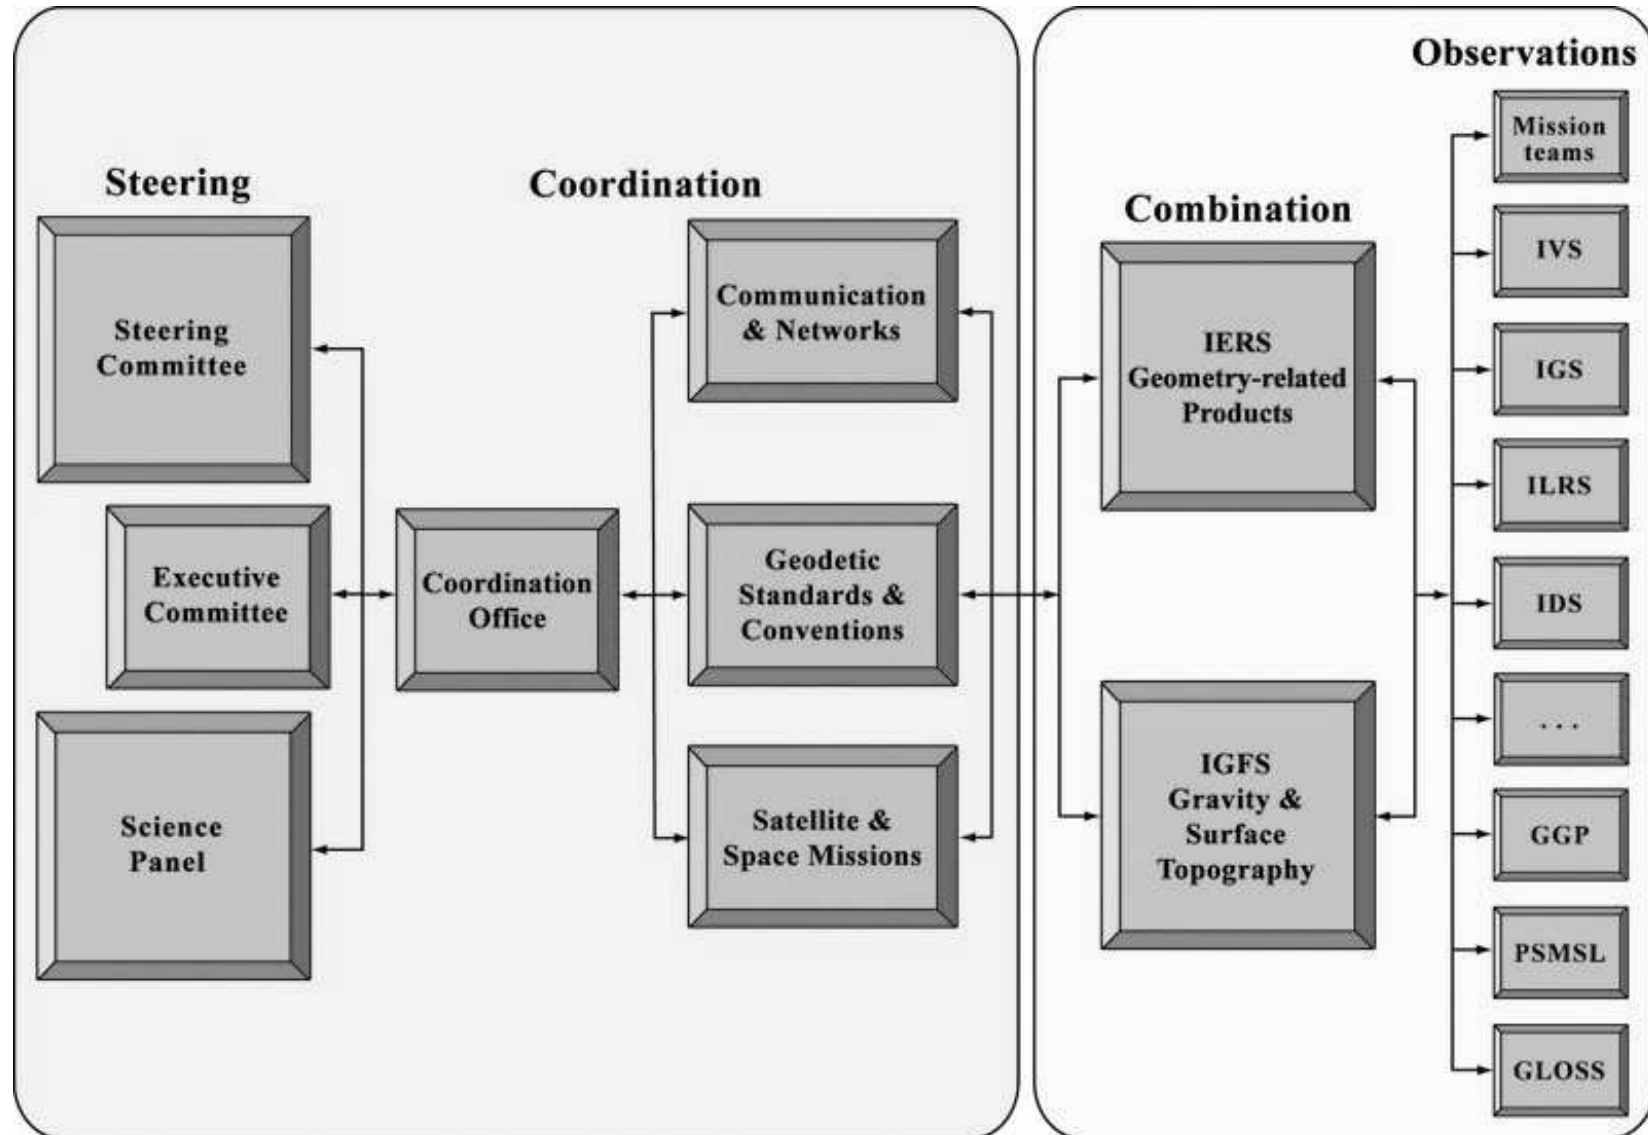 Steering
Steering
Committee
Executive
Committee
Science
Panel
Coordination
Coordination
Office
Communication
& Networks
Geodetic
Standards &
Conventions
Satellite &
Space Missions
Combination
IERS
Geometry-related
Products
IGFS
Gravity &
Surface
Topography
Observations
Mission
teams
IVS
IGS
ILRS
IDS
. . .
GGP
PSMSL
GLOSS